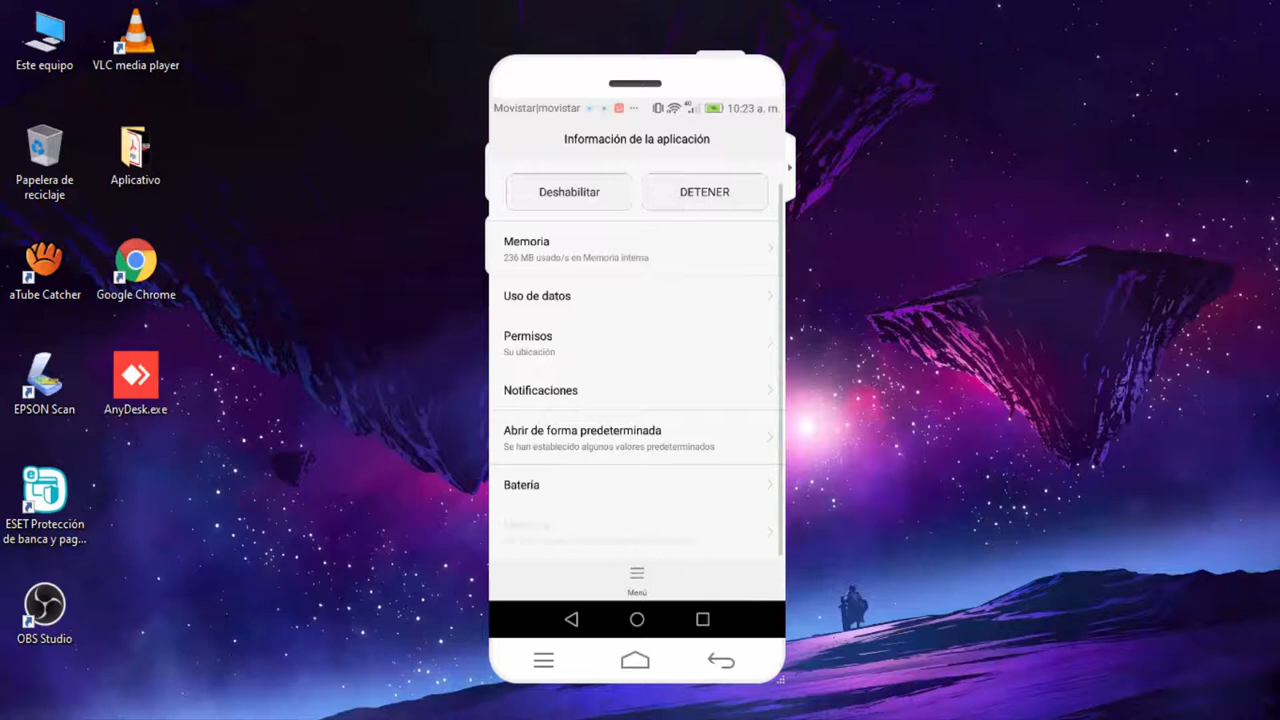 Este equipo
VLC media player
Papelera de
reciclaje
Aplicativo
aTube Catcher
Google Chrome
EPSON Scan
AnyDesk.exe
ESET Protección
de banca y pag...
OBS Studio
Movistar|movistar
4G
10:23 a. m.
Información de la aplicación
Deshabilitar
DETENER
Memoria
236 MB usado/s en Memoria interna
Uso de datos
Permisos
Su ubicación
Notificaciones
Abrir de forma predeterminada
Se han establecido algunos valores predeterminados
Batería
Menú